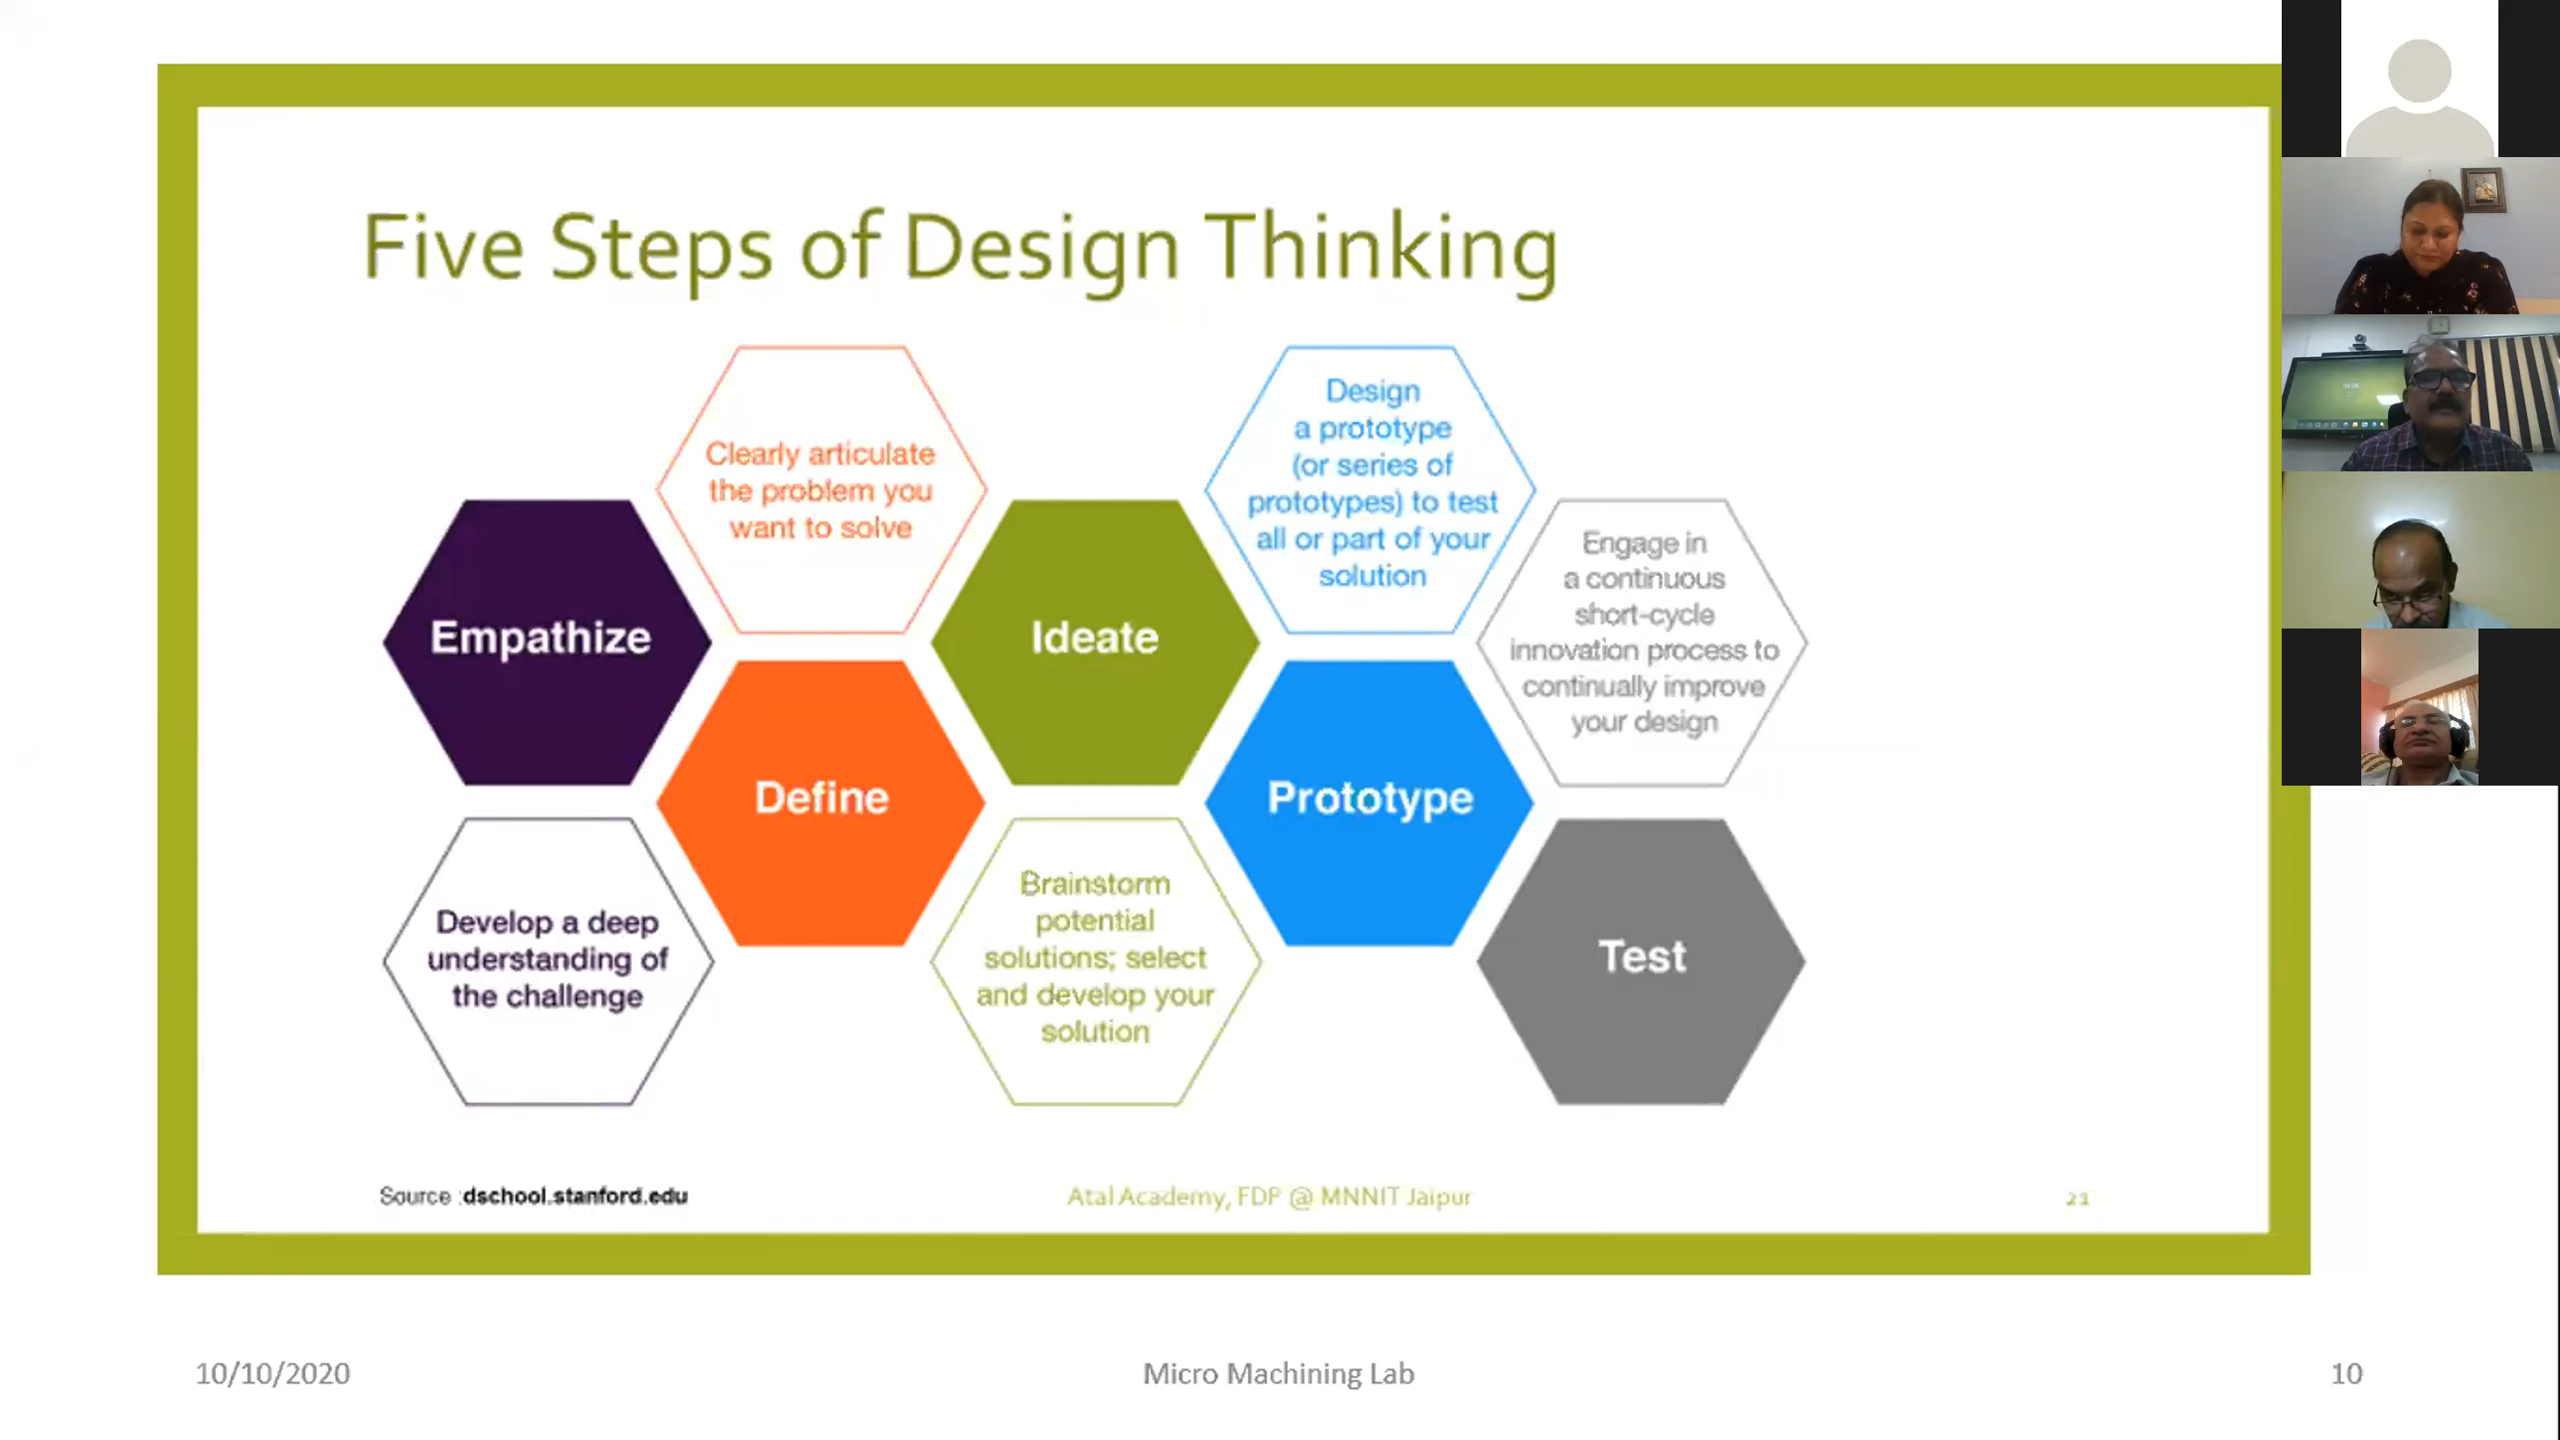 Five Steps of Design Thinking
Empathize
Develop a deep
understanding of
the challenge
Clearly articulate
the problem you
want to solve
Define
Ideate
Brainstorm
potential
solutions; select
and develop your
solution
Design
a prototype
(or series of
prototypes) to test
all or part of your
solution
Prototype
Engage in
a continuous
short-cycle
innovation process to
continually improve
your design
Test
Source :dschool.stanford.edu
Atal Academy, FDP @ MNNIT Jaipur
21
10/10/2020
Micro Machining Lab
10